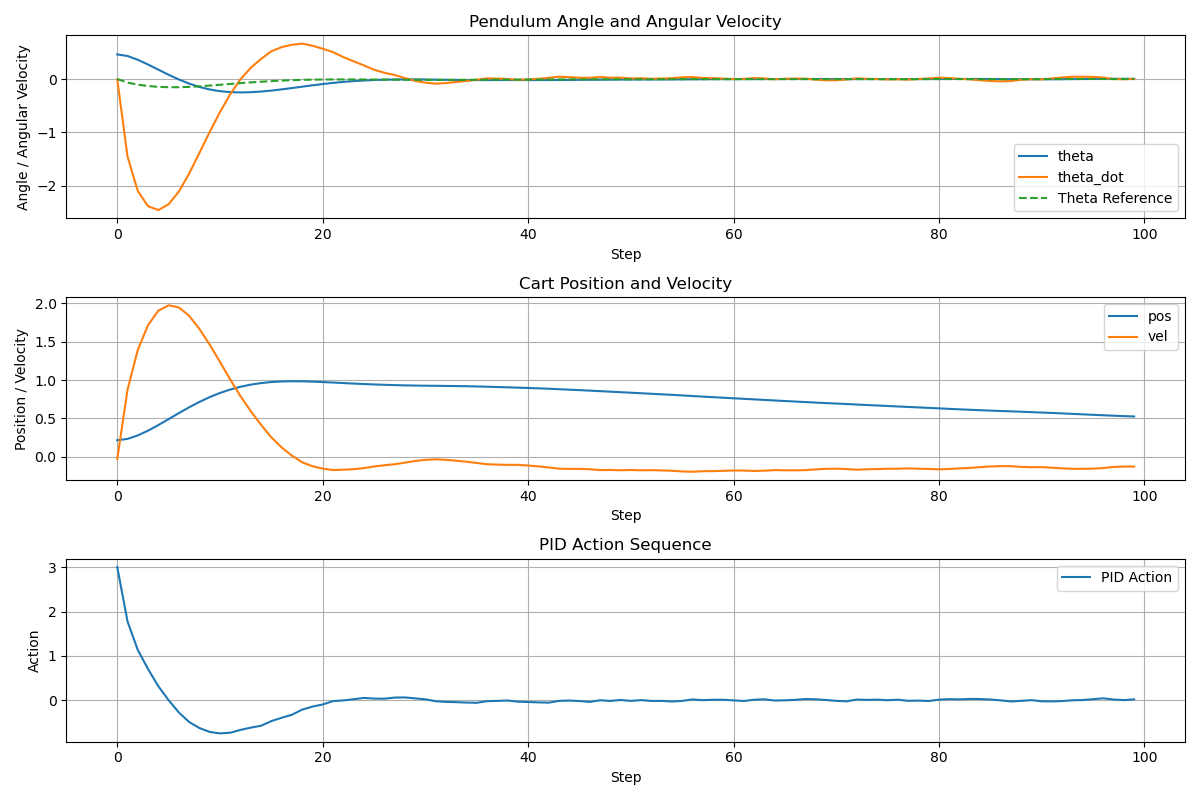 Pendulum Angle and Angular Velocity
Angle / Angular Velocity
0
−1
−2
theta
theta_dot
Theta Reference
0 20 40 60 80 100
Step
Cart Position and Velocity
Position / Velocity
2.0
1.5
1.0
0.5
0.0
pos
vel
0 20 40 60 80 100
Step
PID Action Sequence
Action
3
2
1
0
PID Action
0 20 40 60 80 100
Step